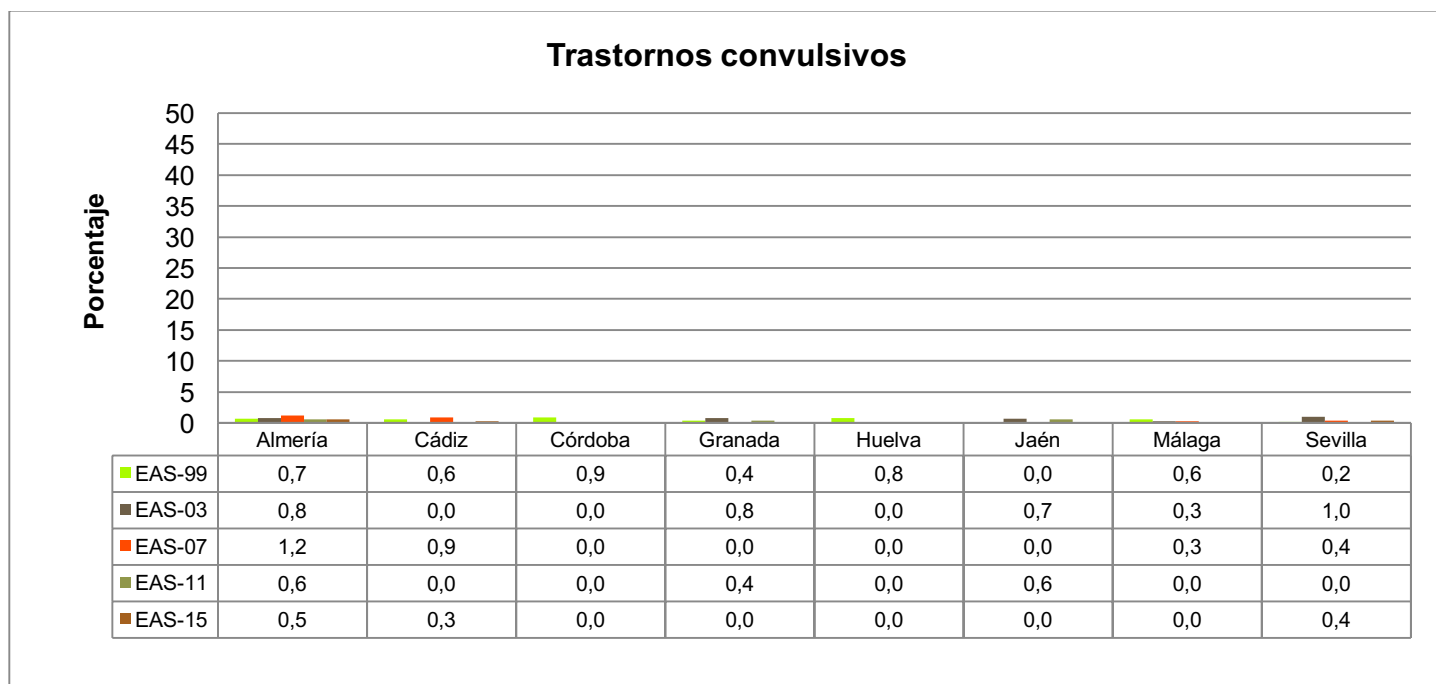 Trastornos convulsivos
Porcentaje
50
45
40
35
30
25
20
15
10
5
0
Almería Cádiz Córdoba Granada Huelva Jaén Málaga Sevilla
EAS-99 0,7 0,6 0,9 0,4 0,8 0,0 0,6 0,2
EAS-03 0,8 0,0 0,0 0,8 0,0 0,7 0,3 1,0
EAS-07 1,2 0,9 0,0 0,0 0,0 0,0 0,3 0,4
EAS-11 0,6 0,0 0,0 0,4 0,0 0,6 0,0 0,0
EAS-15 0,5 0,3 0,0 0,0 0,0 0,0 0,0 0,4